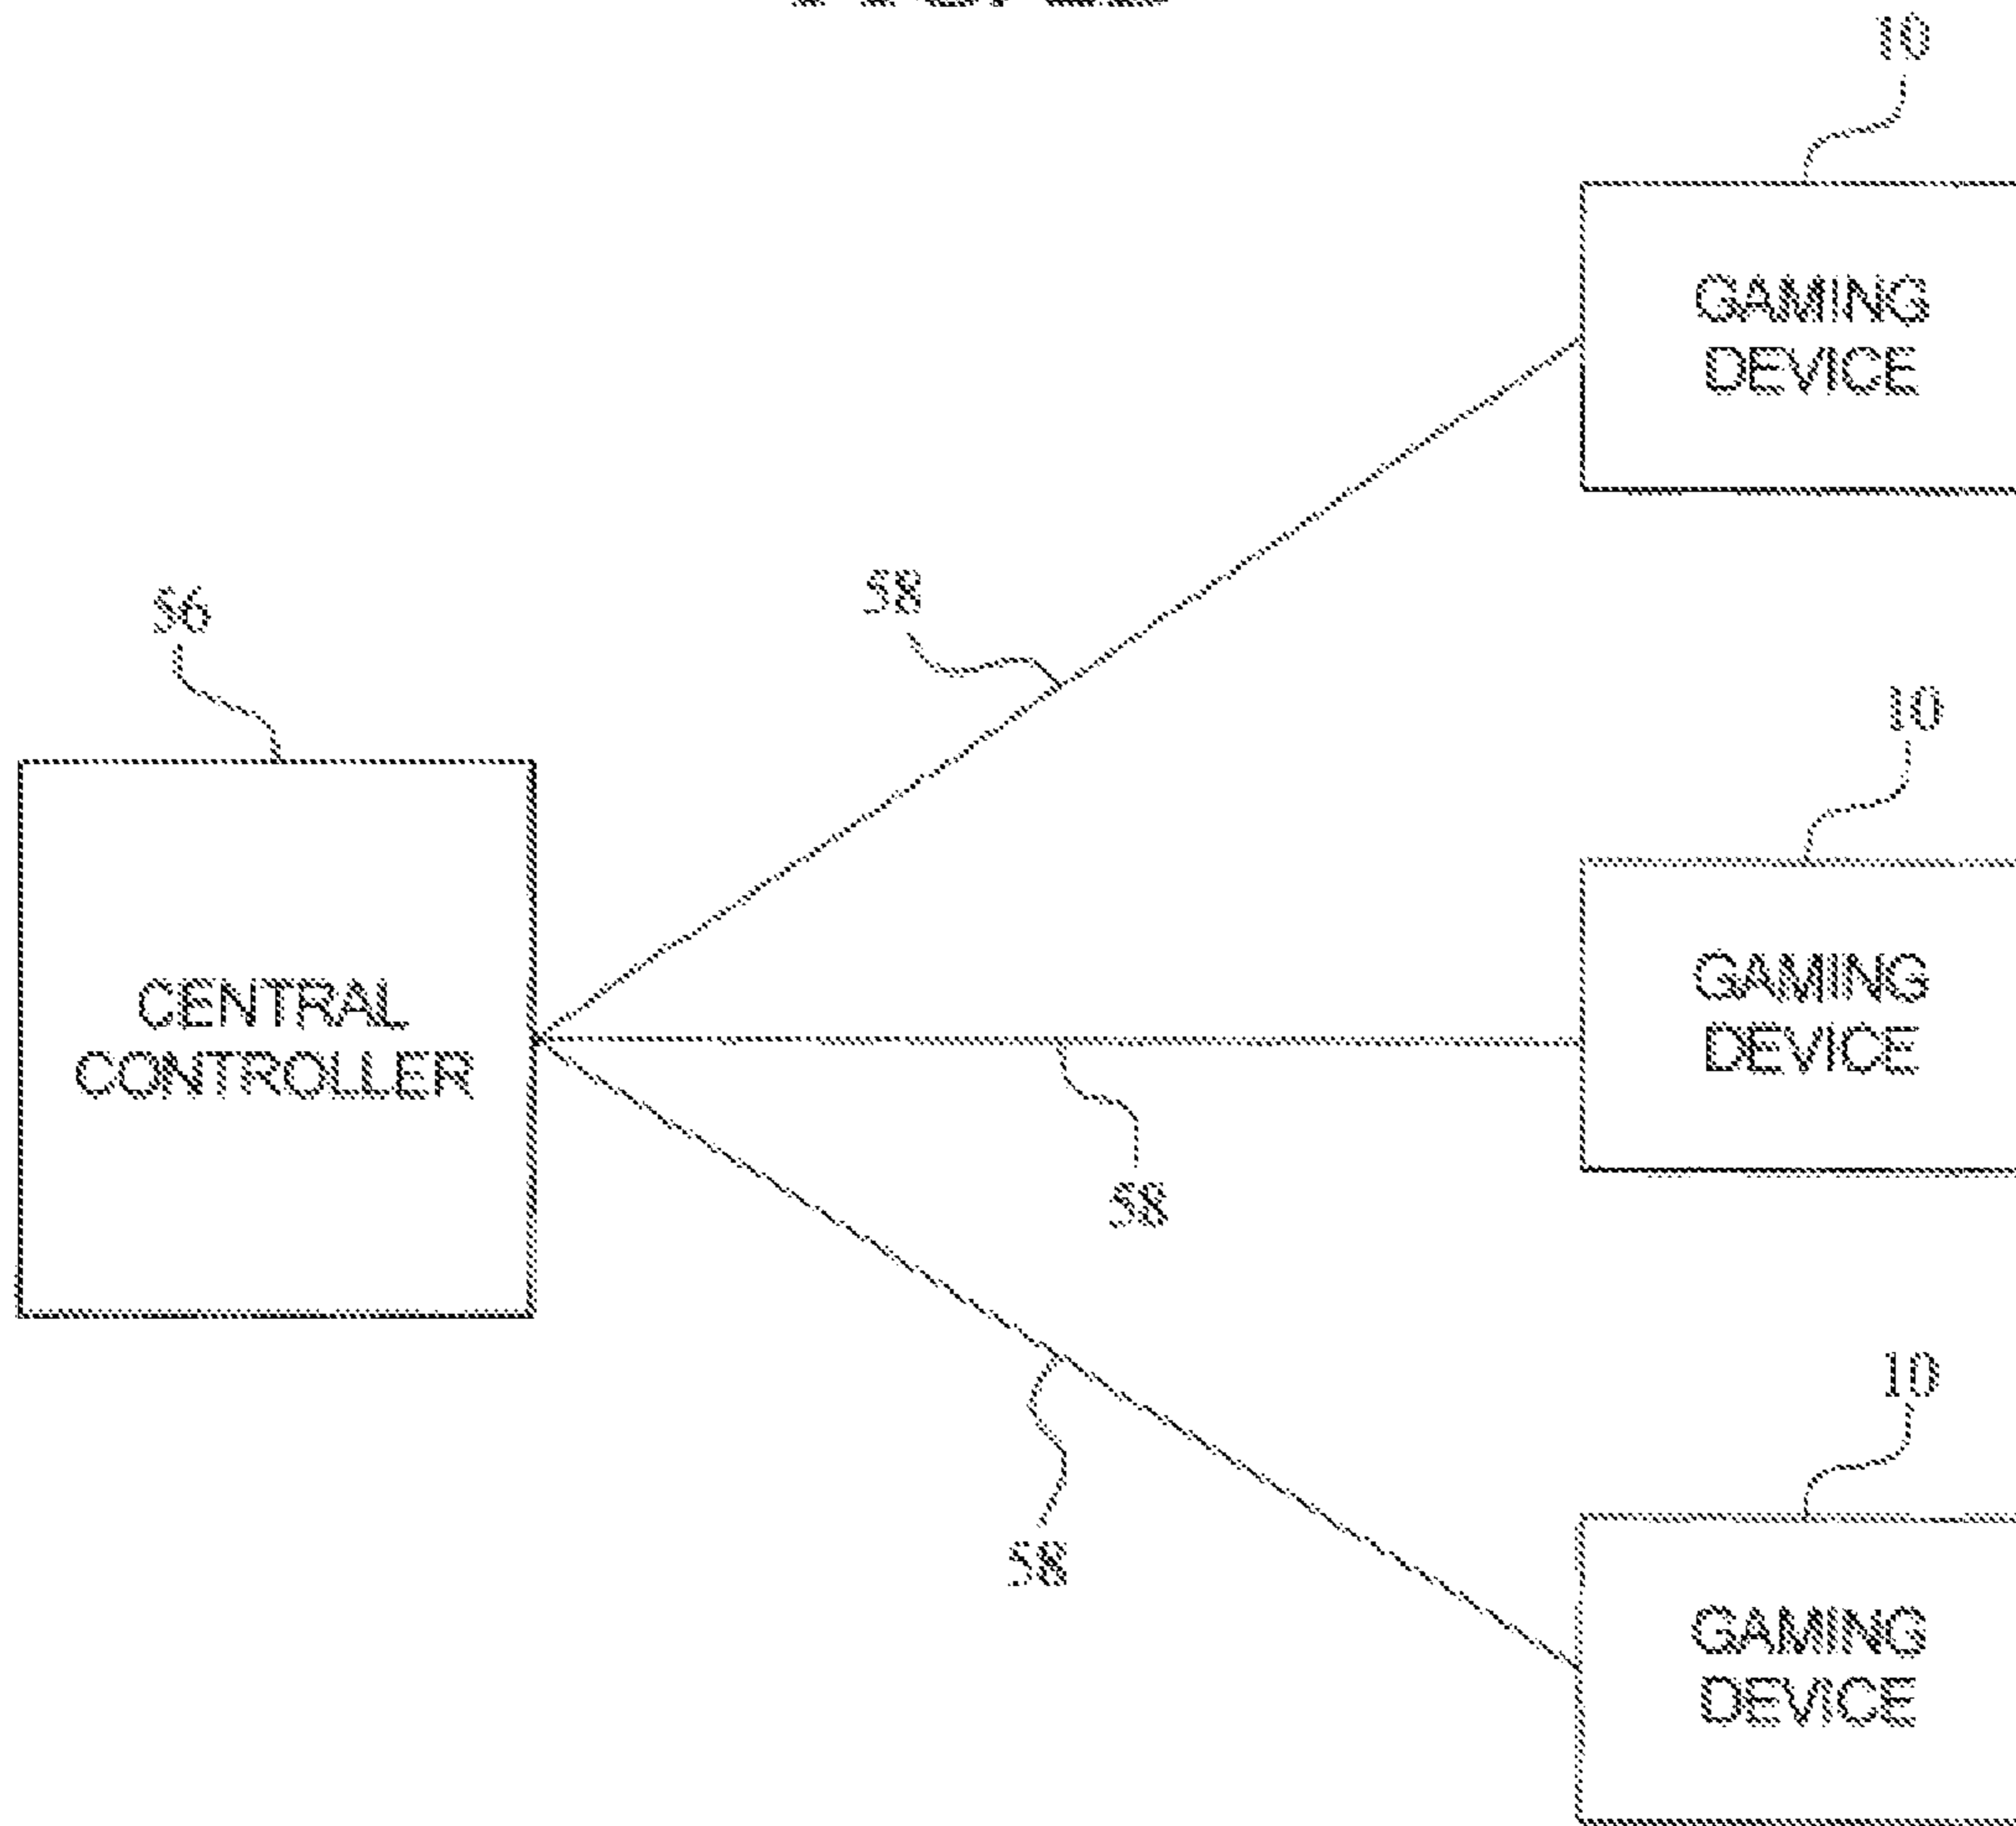 10
GAMING
DEVICE
58
56
10
CENTRAL
CONTROLLER
GAMING
DEVICE
58
10
58
GAMING
DEVICE